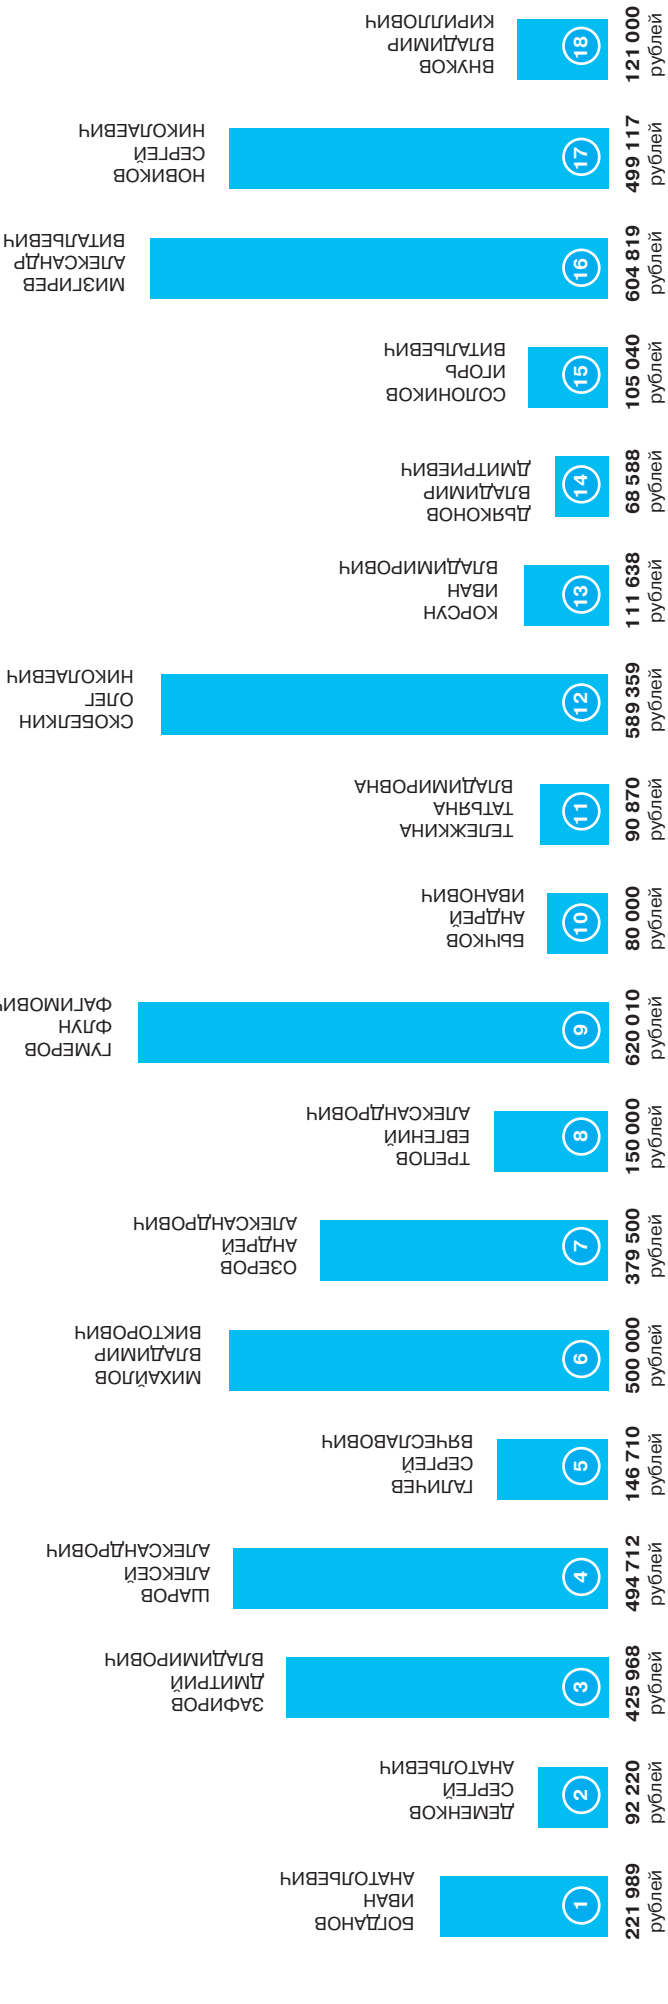 БОГДАНОВ
ИВАН
АНАТОЛЬЕВИЧ
1
221 989
рублей
ДЕМЕНКОВ
СЕРГЕЙ
АНАТОЛЬЕВИЧ
2
92 220
рублей
ЗАФИРОВ
ДМИТРИЙ
ВЛАДИМИРОВИЧ
3
425 968
рублей
ШАРОВ
АЛЕКСЕЙ
АЛЕКСАНДРОВИЧ
4
494 712
рублей
ГАЛИЧЕВ
СЕРГЕЙ
ВЯЧЕСЛАВОВИЧ
5
146 710
рублей
МИХАЙЛОВ
ВЛАДИМИР
ВИКТОРОВИЧ
6
500 000
рублей
ОЗЕРОВ
АНДРЕЙ
АЛЕКСАНДРОВИЧ
7
379 500
рублей
ТРЕПОВ
ЕВГЕНИЙ
АЛЕКСАНДРОВИЧ
8
150 000
рублей
ГУМЕРОВ
ФЛУН
ФАГИМОВИЧ
9
620 010
рублей
БЫЧКОВ
АНДРЕЙ
ИВАНОВИЧ
10
80 000
рублей
ТЕЛЕЖКИНА
ТАТЬЯНА
ВЛАДИМИРОВНА
11
90 870
рублей
СКОБЕЛКИН
ОЛЕГ
НИКОЛАЕВИЧ
12
589 359
рублей
КОРСУН
ИВАН
ВЛАДИМИРОВИЧ
13
111 638
рублей
ДЬЯКОНОВ
ВЛАДИМИР
ДМИТРИЕВИЧ
14
68 588
рублей
СОЛОНИКОВ
ИГОРЬ
ВИТАЛЬЕВИЧ
15
105 040
рублей
МИЗГИРЕВ
АЛЕКСАНДР
ВИТАЛЬЕВИЧ
16
604 819
рублей
НОВИКОВ
СЕРГЕЙ
НИКОЛАЕВИЧ
17
499 117
рублей
ВНУКОВ
ВЛАДИМИР
КИРИЛЛОВИЧ
18
121 000
рублей